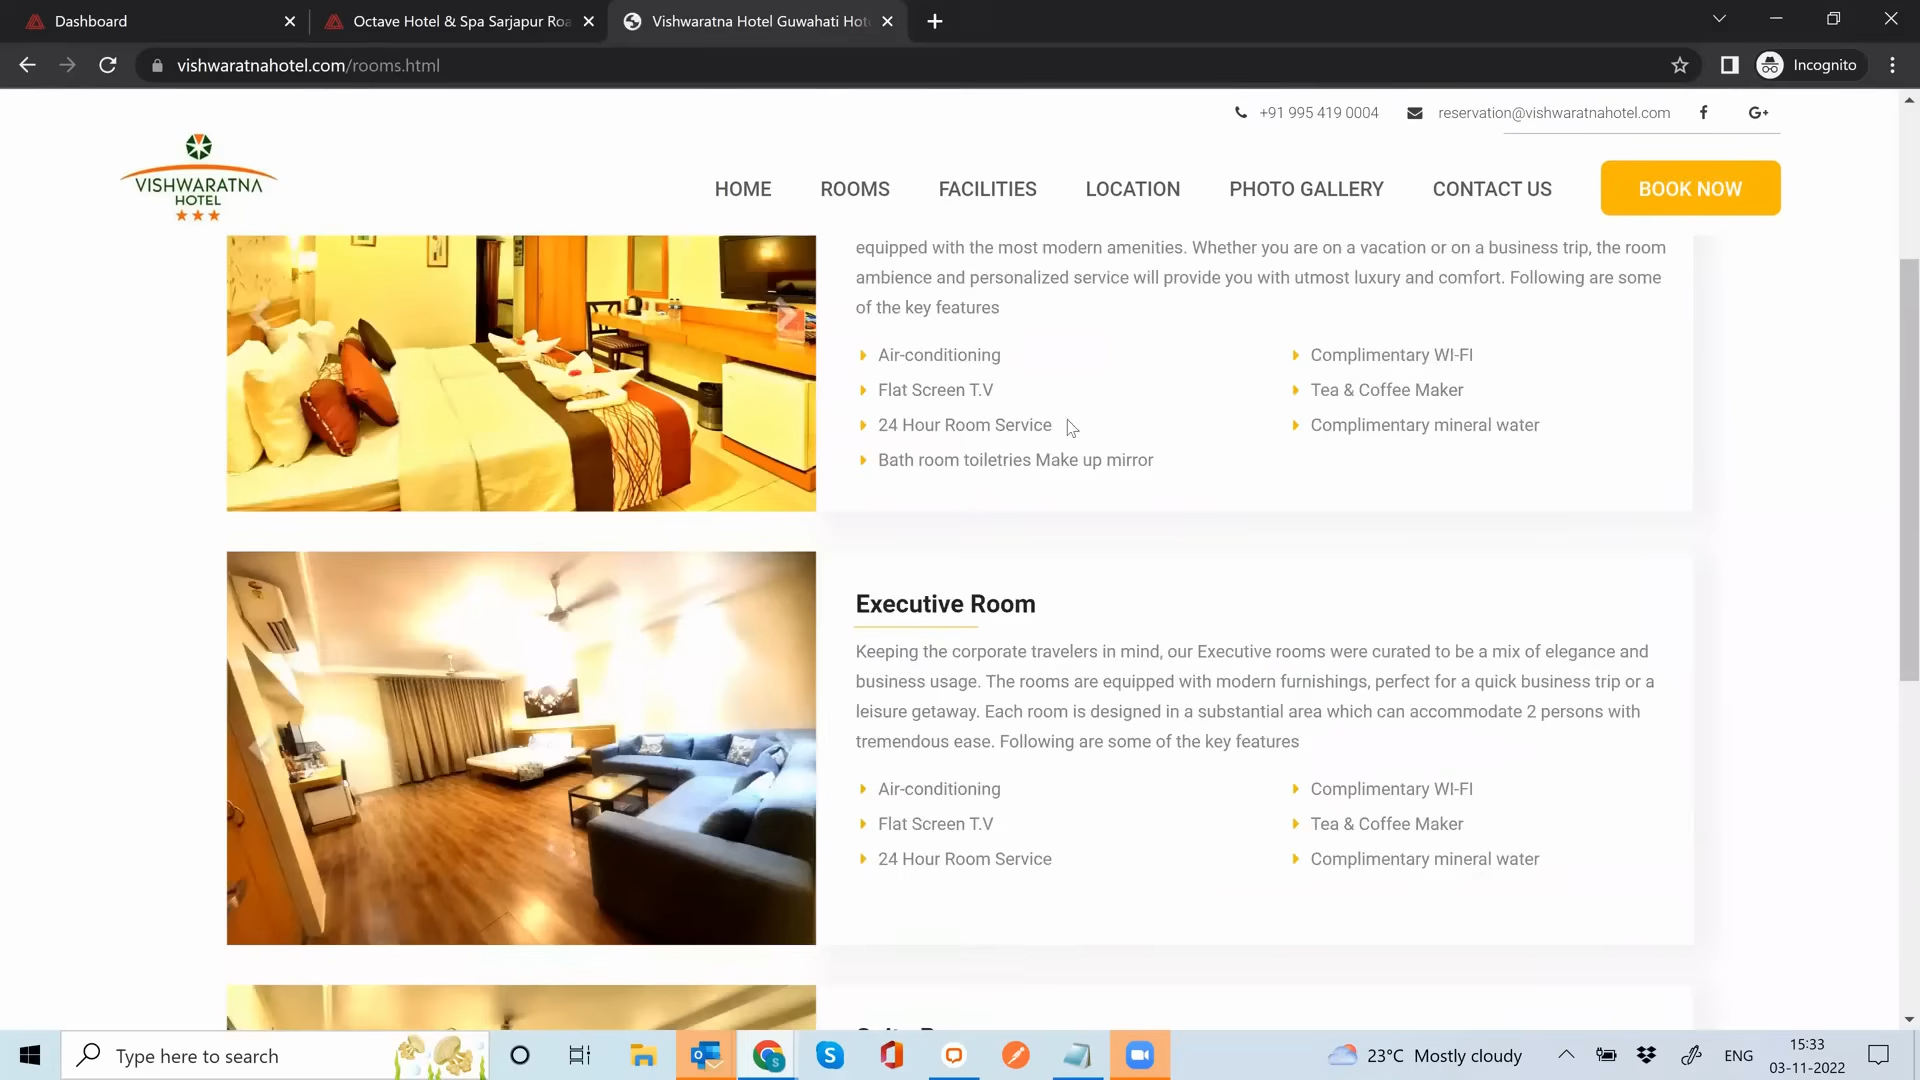 Dashboard
Octave Hotel & Spa Sarjapur Roa
Vishwaratna Hotel Guwahati Hot
vishwaratnahotel.com/rooms.html
Incognito
+91 995 419 0004
reservation@vishwaratnahotel.com
G+
VISHWARATNA
HOTEL
HOME
ROOMS
FACILITIES
LOCATION
PHOTO GALLERY
CONTACT US
BOOK NOW
equipped with the most modern amenities. Whether you are on a vacation or on a business trip, the room
ambience and personalized service will provide you with utmost luxury and comfort. Following are some
of the key features
Air-conditioning
Complimentary WI-FI
Flat Screen T.V
Tea & Coffee Maker
24 Hour Room Service
Complimentary mineral water
Bath room toiletries Make up mirror
Executive Room
Keeping the corporate travelers in mind, our Executive rooms were curated to be a mix of elegance and
business usage. The rooms are equipped with modern furnishings, perfect for a quick business trip or a
leisure getaway. Each room is designed in a substantial area which can accommodate 2 persons with
tremendous ease. Following are some of the key features
Air-conditioning
Complimentary WI-FI
Flat Screen T.V
Tea & Coffee Maker
24 Hour Room Service
Complimentary mineral water
Type here to search
23°C Mostly cloudy
ENG
15:33
03-11-2022